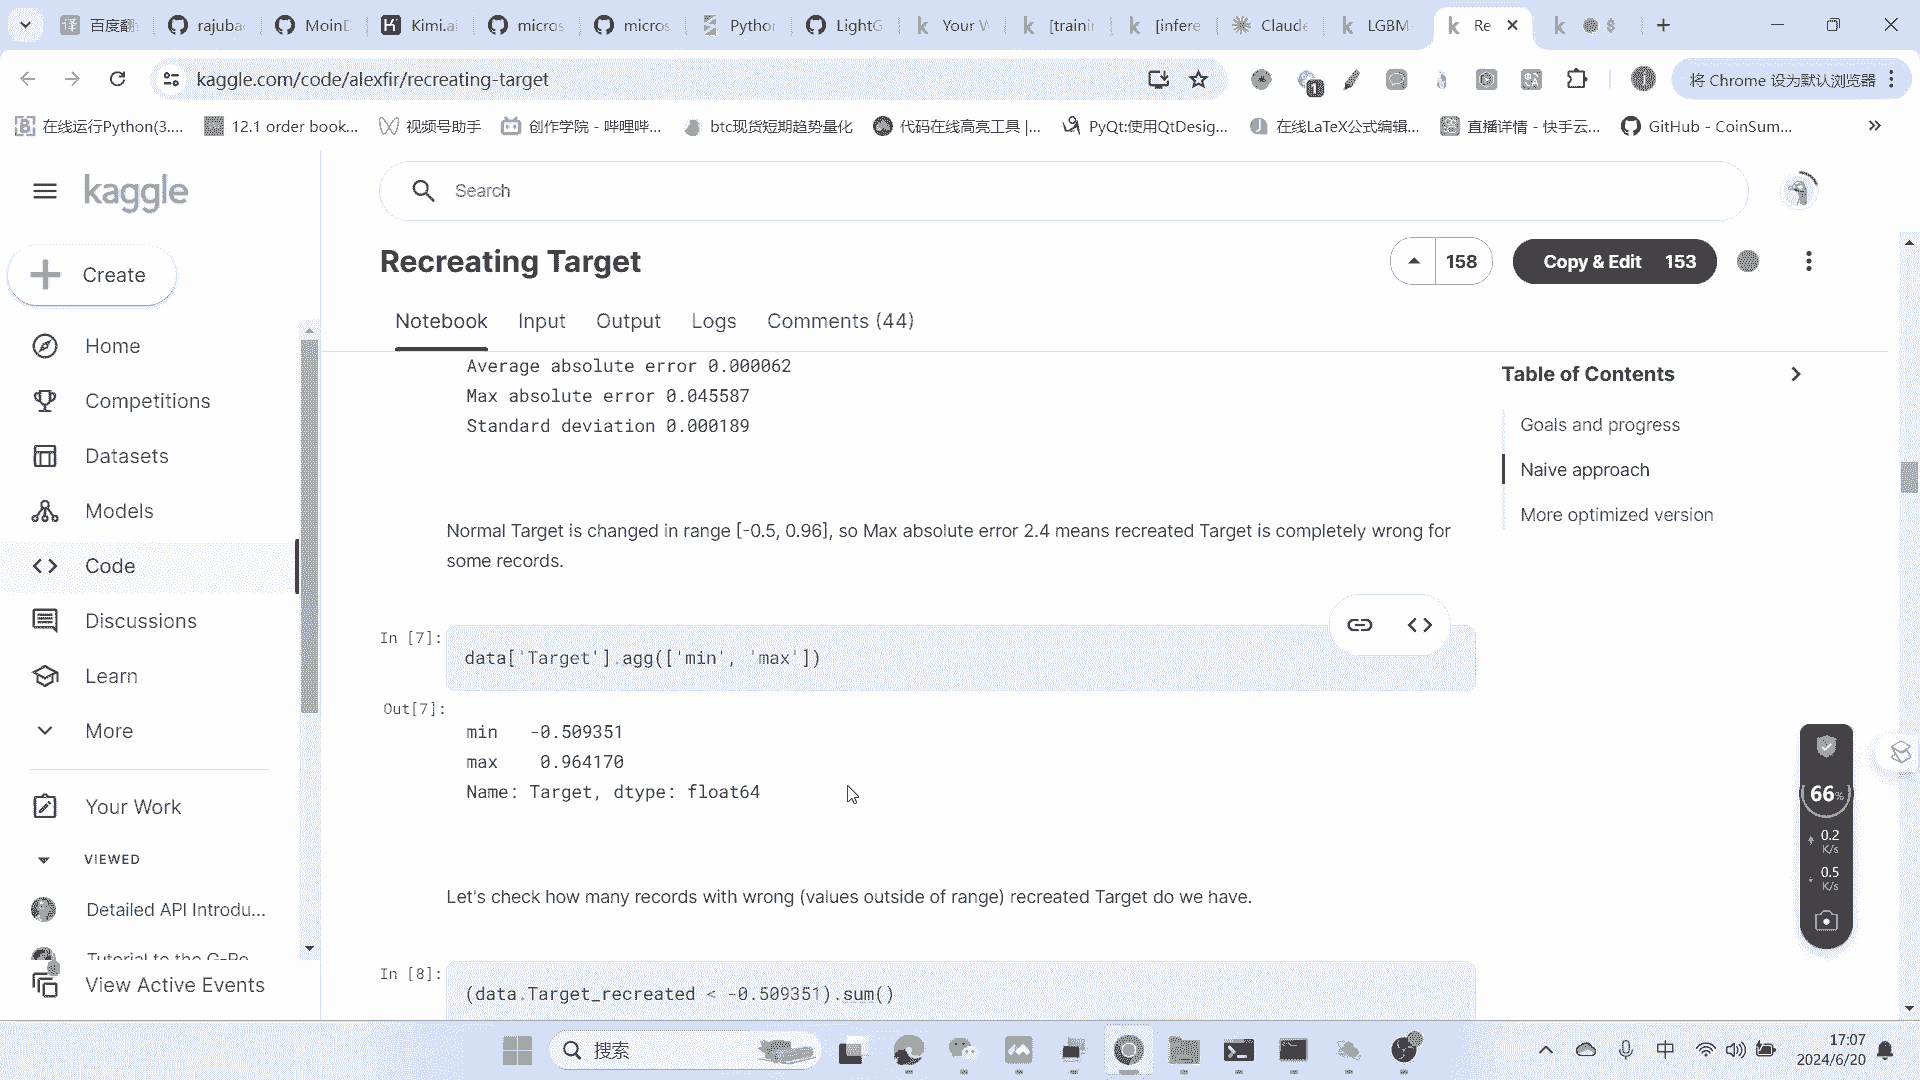 百度翻
rajuba
MoinD
Kimi.ai
micros
micros
Python
LightG
Your W
[traini
[infere
Claude
LGBM
Re
$
kaggle.com/code/alexfir/recreating-target
1
将 Chrome 设为默认浏览器
在线运行Python(3....
12.1 order book...
视频号助手
创作学院 - 哔哩哔...
btc现货短期趋势量化
代码在线高亮工具 |...
PyQt:使用QtDesig...
在线LaTeX公式编辑...
直播详情 - 快手云...
GitHub - CoinSum...
kaggle
Search
Create
Recreating Target
158
Copy & Edit 153
Notebook Input Output Logs Comments (44)
Home
Competitions
Datasets
Models
Code
Discussions
Learn
More
Your Work
VIEWED
Detailed API Introdu...
Tutorial to the G-Re
View Active Events
Average absolute error 0.000062
Max absolute error 0.045587
Standard deviation 0.000189
Normal Target is changed in range [-0.5, 0.96], so Max absolute error 2.4 means recreated Target is completely wrong for
some records.
In [7]:
data['Target'].agg(['min', 'max'])
Out[7]:
min -0.509351
max 0.964170
Name: Target, dtype: float64
Let's check how many records with wrong (values outside of range) recreated Target do we have.
In [8]:
(data.Target_recreated < -0.509351).sum()
Table of Contents
Goals and progress
Naive approach
More optimized version
66%
0.2
K/s
0.5
K/s
搜索
中
17:07
2024/6/20